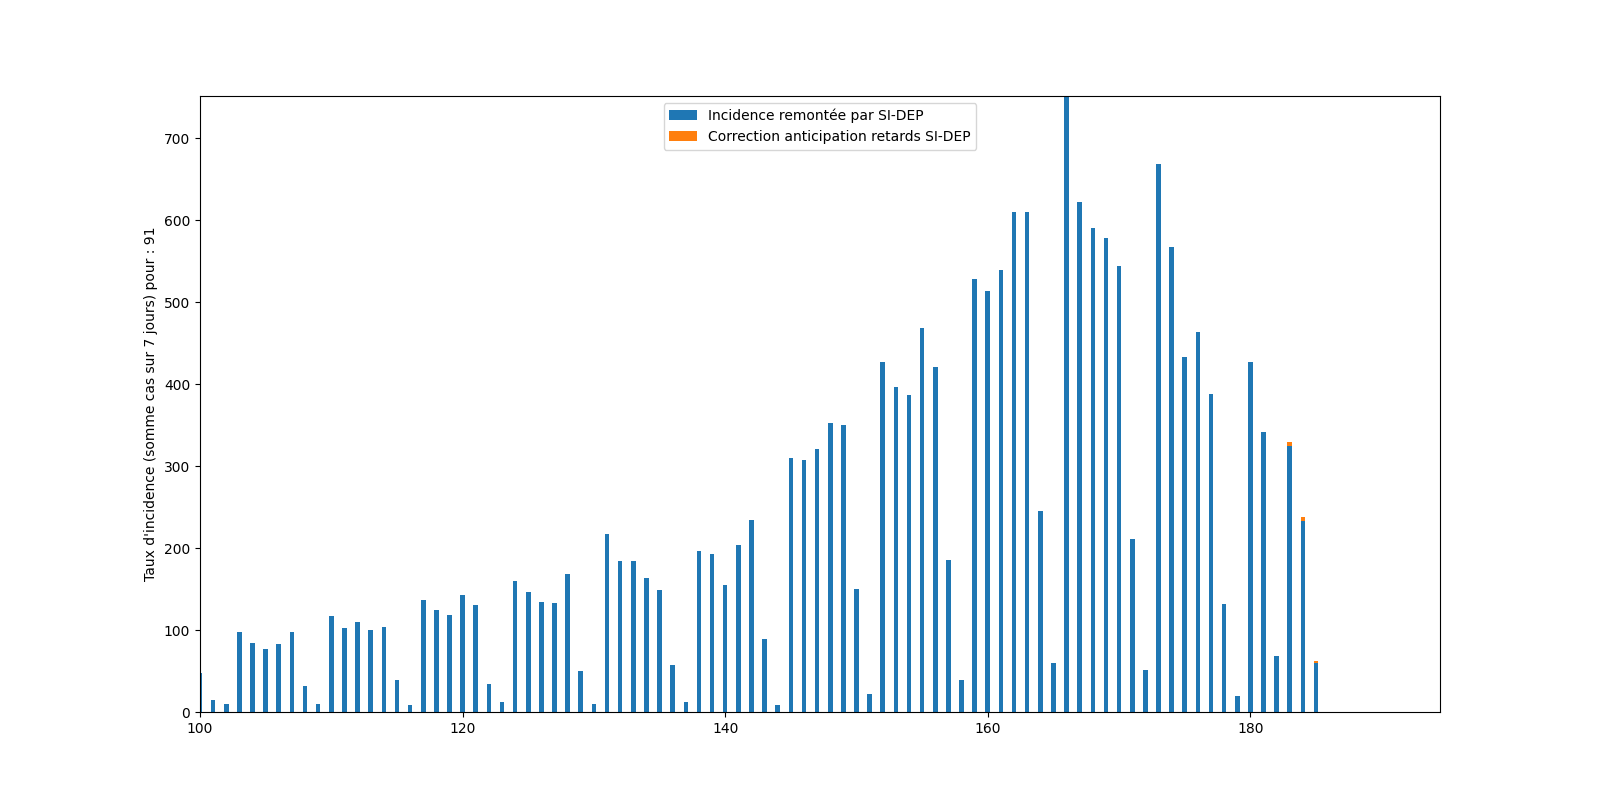 Incidence remontée par SI-DEP
Correction anticipation retards SI-DEP
Taux d'incidence (somme cas sur 7 jours) pour : 91
700
600
500
400
300
200
100
0
100 120 140 160 180